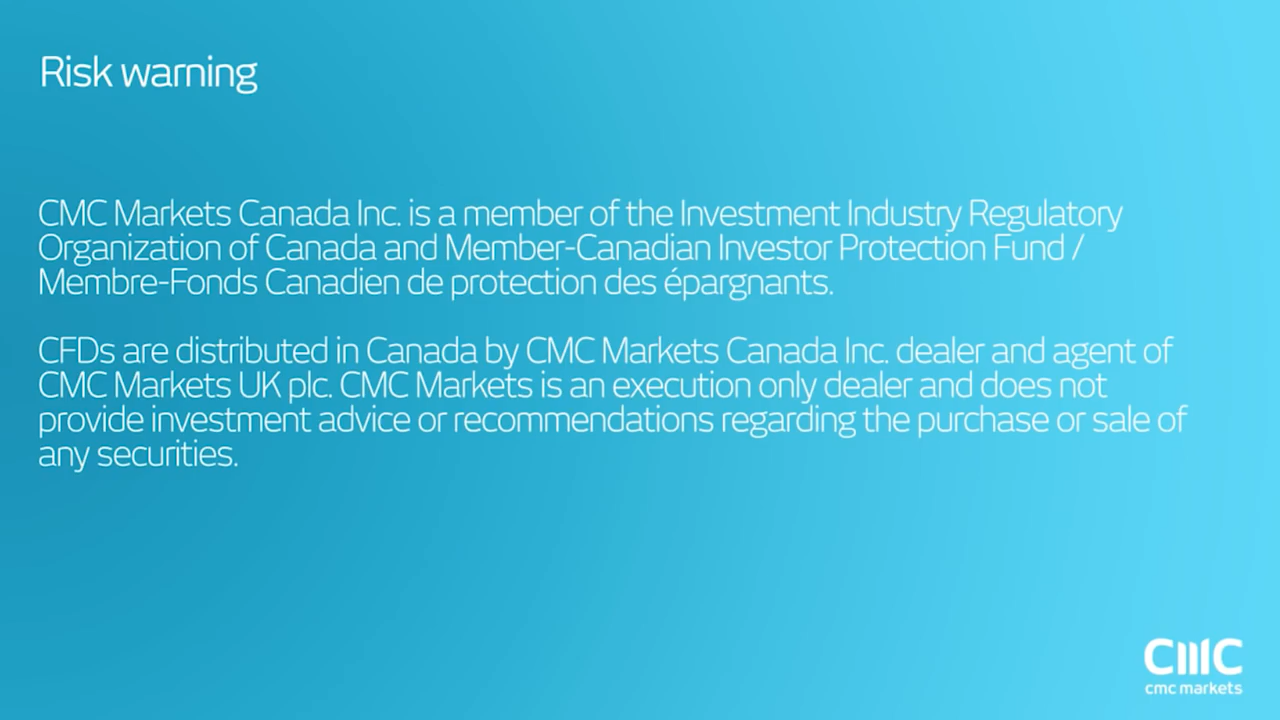 Risk warning
CMC Markets Canada Inc. is a member of the Investment Industry Regulatory
Organization of Canada and Member-Canadian Investor Protection Fund /
Membre-Fonds Canadien de protection des épargnants.
CFDs are distributed in Canada by CMC Markets Canada Inc. dealer and agent of
CMC Markets UK plc. CMC Markets is an execution only dealer and does not
provide investment advice or recommendations regarding the purchase or sale of
any securities.
CMC
cmc markets